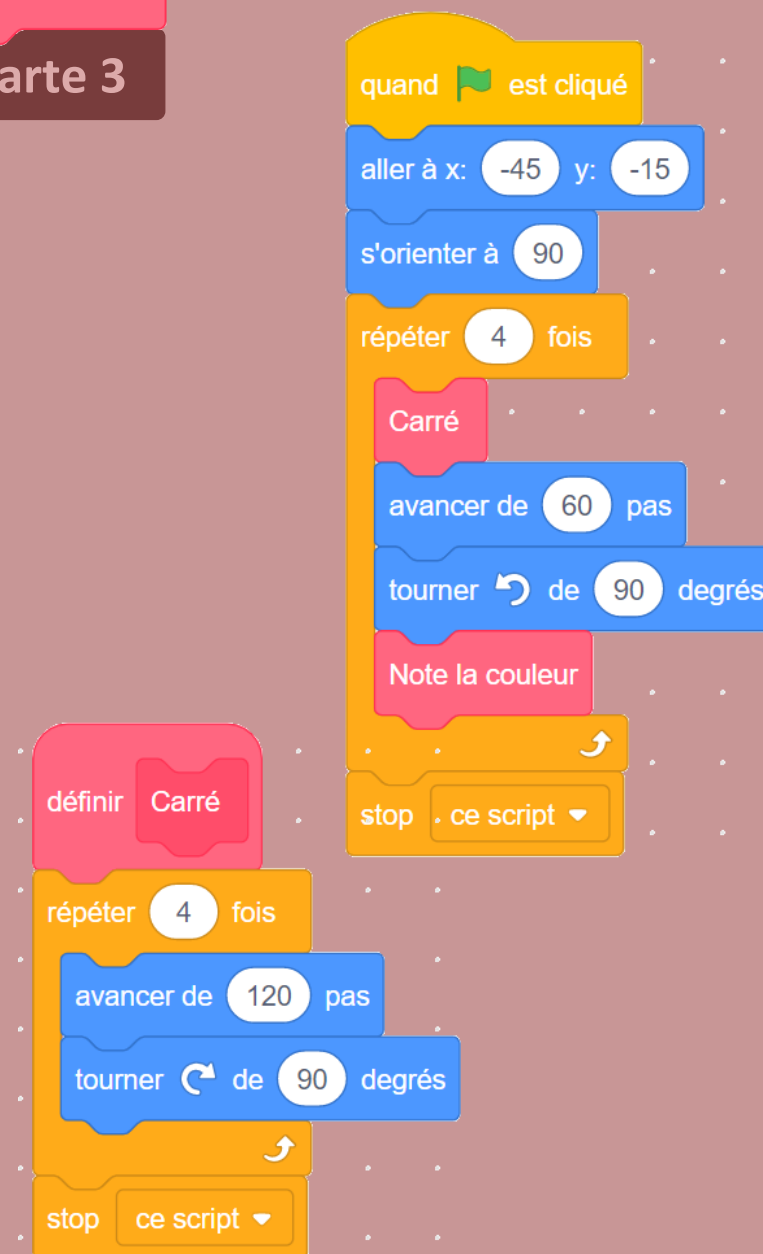 arte 3
quand est cliqué
aller à x: -45 y: -15
s'orienter à 90
répéter 4 fois
Carré
avancer de 60 pas
tourner de 90 degrés
Note la couleur
stop ce script
définir Carré
répéter 4 fois
avancer de 120 pas
tourner de 90 degrés
stop ce script